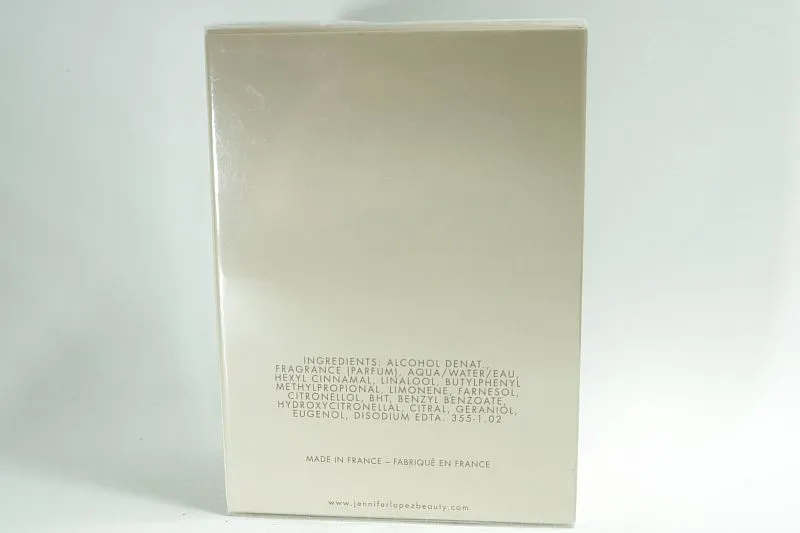 INGREDIENTS: ALCOHOL DENAT.,
FRAGRANCE (PARFUM), AQUA/WATER/EAU,
HEXYL CINNAMAL, LINALOOL, BUTYLPHENYL
METHYLPROPIONAL, LIMONENE, FARNESOL,
CITRONELLOL, BHT, BENZYL BENZOATE,
HYDROXYCITRONELLAL, CITRAL, GERANIOL,
EUGENOL, DISODIUM EDTA. 355-1.02
MADE IN FRANCE – FABRIQUÉ EN FRANCE
www.jenniferlopezbeauty.com